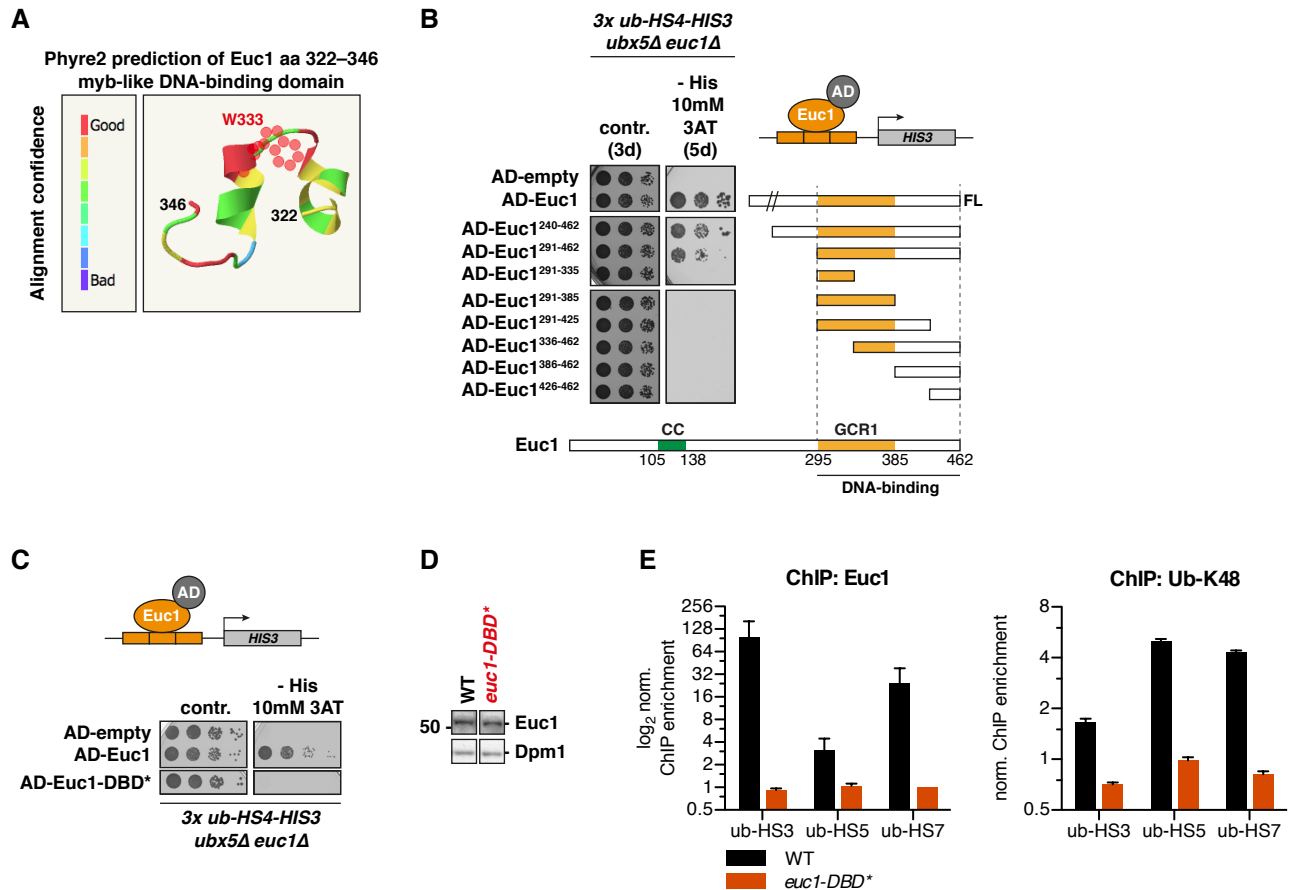 A
Phyre2 prediction of Euc1 aa 322–346
myb-like DNA-binding domain
Alignment confidence
Good
Bad
W333
346
322
B
3x ub-HS4-HIS3
ubx5Δ euc1Δ
contr.
(3d)
- His
10mM
3AT
(5d)
AD
Euc1
HIS3
AD-empty
AD-Euc1
FL
AD-Euc1240-462
AD-Euc1291-462
AD-Euc1291-335
AD-Euc1291-385
AD-Euc1291-425
AD-Euc1336-462
AD-Euc1386-462
AD-Euc1426-462
CC
GCR1
Euc1
105 138 295 385 462
DNA-binding
C
AD
Euc1
HIS3
contr.
- His
10mM 3AT
AD-empty
AD-Euc1
AD-Euc1-DBD*
3x ub-HS4-HIS3
ubx5Δ euc1Δ
D
WT
euc1-DBD*
50
Euc1
Dpm1
E
ChIP: Euc1
log2 norm.
ChIP enrichment
256
128
64
32
16
8
4
2
1
0.5
ub-HS3 ub-HS5 ub-HS7
WT
euc1-DBD*
ChIP: Ub-K48
norm. ChIP enrichment
8
4
2
1
0.5
ub-HS3 ub-HS5 ub-HS7